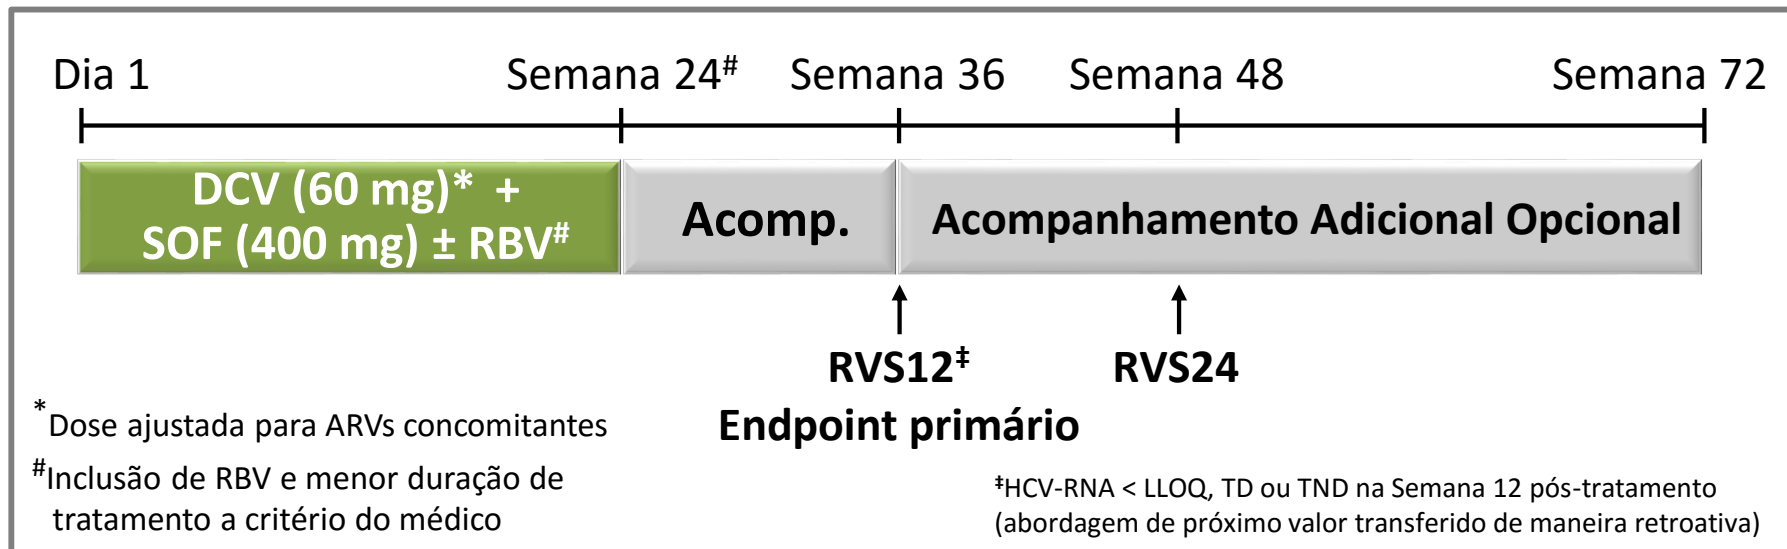 Dia 1 Semana 24# Semana 36 Semana 48 Semana 72
DCV (60 mg)* +
SOF (400 mg) ± RBV#
Acomp.
Acompanhamento Adicional Opcional
RVS12‡
Endpoint primário
RVS24
*Dose ajustada para ARVs concomitantes
#Inclusão de RBV e menor duração de
tratamento a critério do médico
‡HCV-RNA < LLOQ, TD ou TND na Semana 12 pós-tratamento
(abordagem de próximo valor transferido de maneira retroativa)